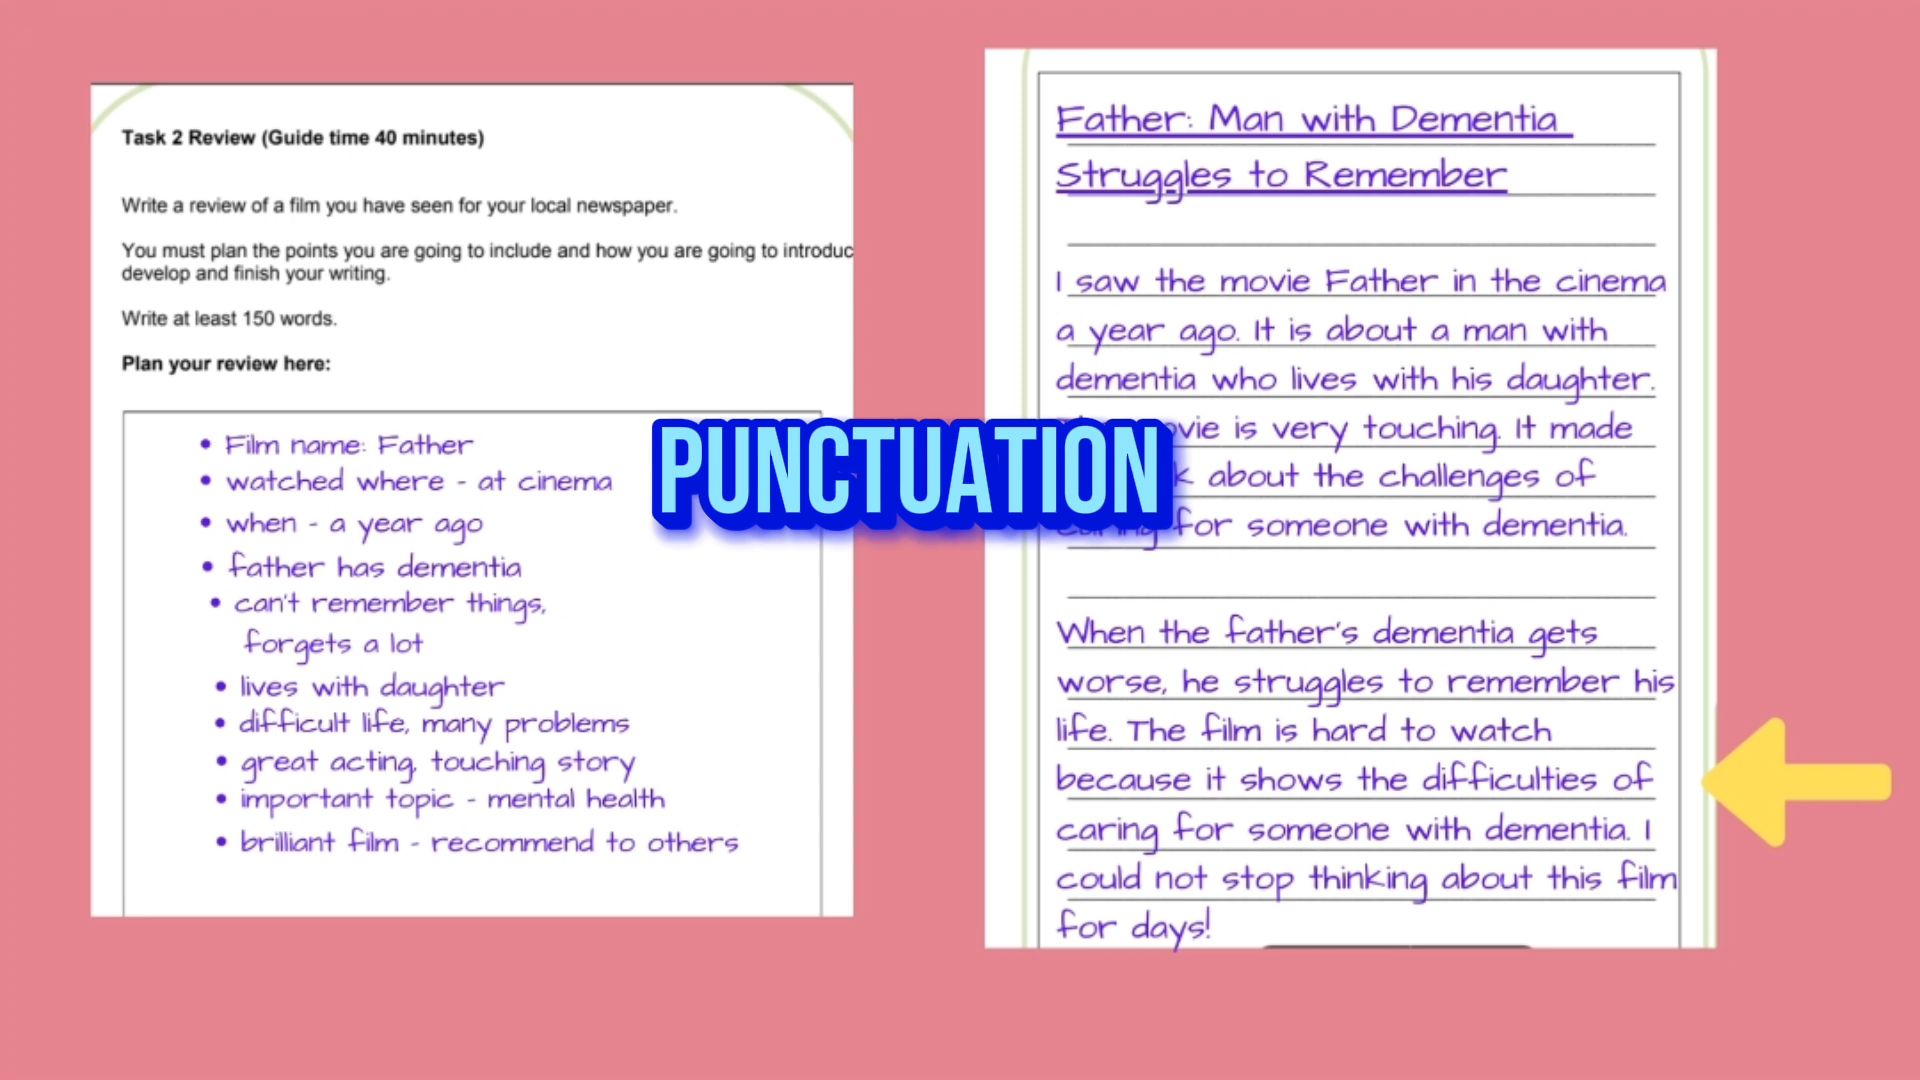 Task 2 Review (Guide time 40 minutes)
Write a review of a film you have seen for your local newspaper.
You must plan the points you are going to include and how you are going to introduc
develop and finish your writing.
Write at least 150 words.
Plan your review here:
• Film name: Father
• watched where - at cinema
• when - a year ago
• father has dementia
• can't remember things,
forgets a lot
• lives with daughter
• difficult life, many problems
• great acting, touching story
• important topic - mental health
• brilliant film - recommend to others
PUNCTUATION
Father: Man with Dementia
Struggles to Remember
I saw the movie Father in the cinema
a year ago. It is about a man with
dementia who lives with his daughter.
is very touching. It made
about the challenges of
for someone with dementia.
When the father's dementia gets
worse, he struggles to remember his
life. The film is hard to watch
because it shows the difficulties of
caring for someone with dementia. I
could not stop thinking about this film
for days!